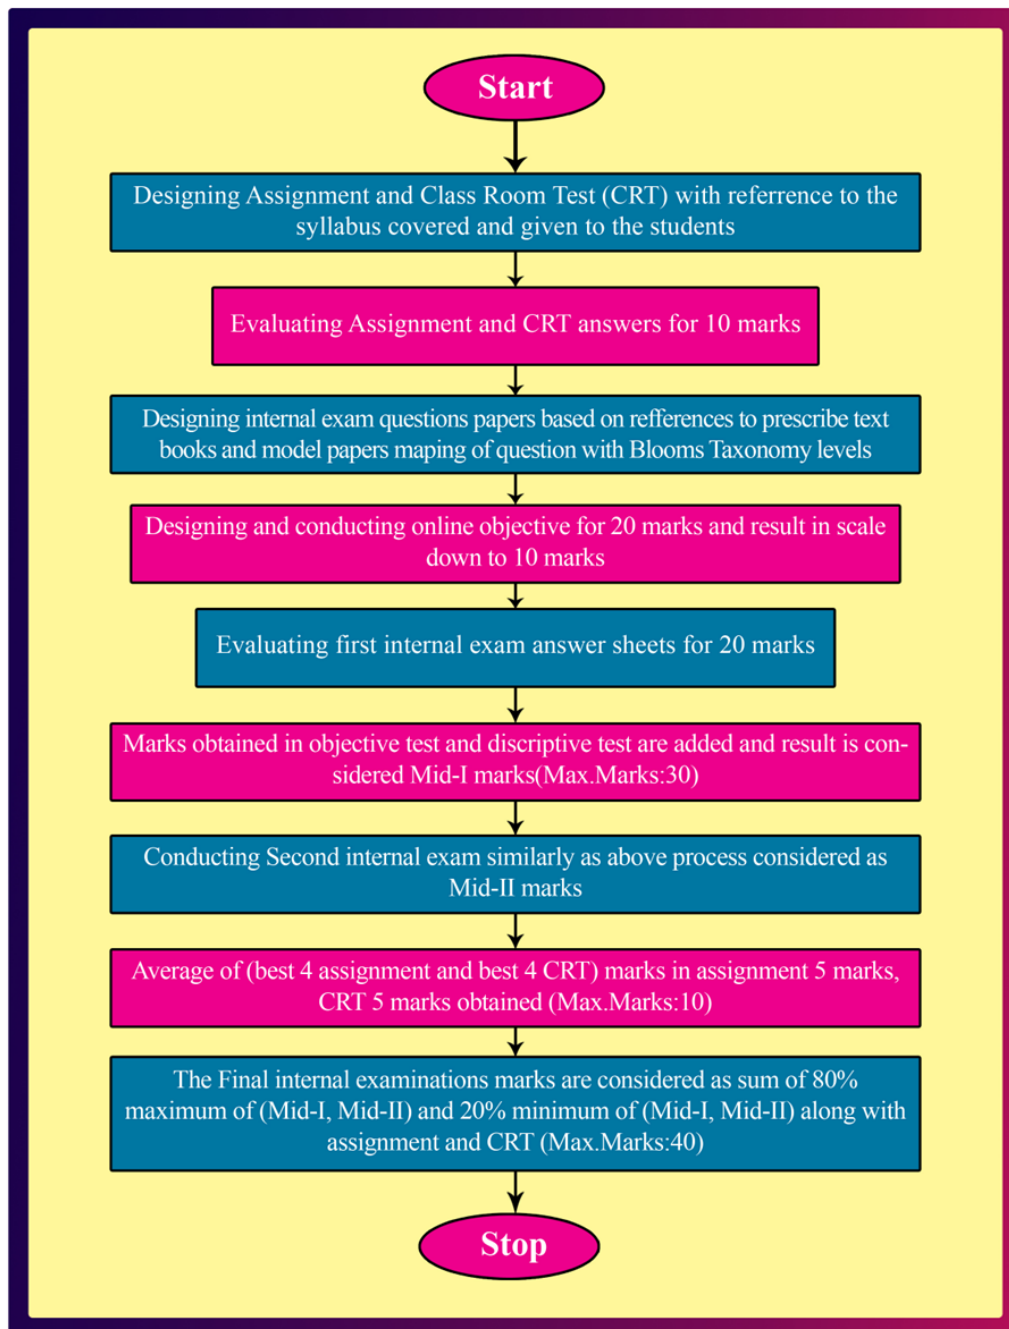 Start
Designing Assignment and Class Room Test (CRT) with referrence to the
syllabus covered and given to the students
Evaluating Assignment and CRT answers for 10 marks
Designing internal exam questions papers based on refferences to prescribe text
books and model papers maping of question with Blooms Taxonomy levels
Designing and conducting online objective for 20 marks and result in scale
down to 10 marks
Evaluating first internal exam answer sheets for 20 marks
Marks obtained in objective test and discriptive test are added and result is con-
sidered Mid-I marks(Max.Marks:30)
Conducting Second internal exam similarly as above process considered as
Mid-II marks
Average of (best 4 assignment and best 4 CRT) marks in assignment 5 marks,
CRT 5 marks obtained (Max.Marks:10)
The Final internal examinations marks are considered as sum of 80%
maximum of (Mid-I, Mid-II) and 20% minimum of (Mid-I, Mid-II) along with
assignment and CRT (Max.Marks:40)
Stop